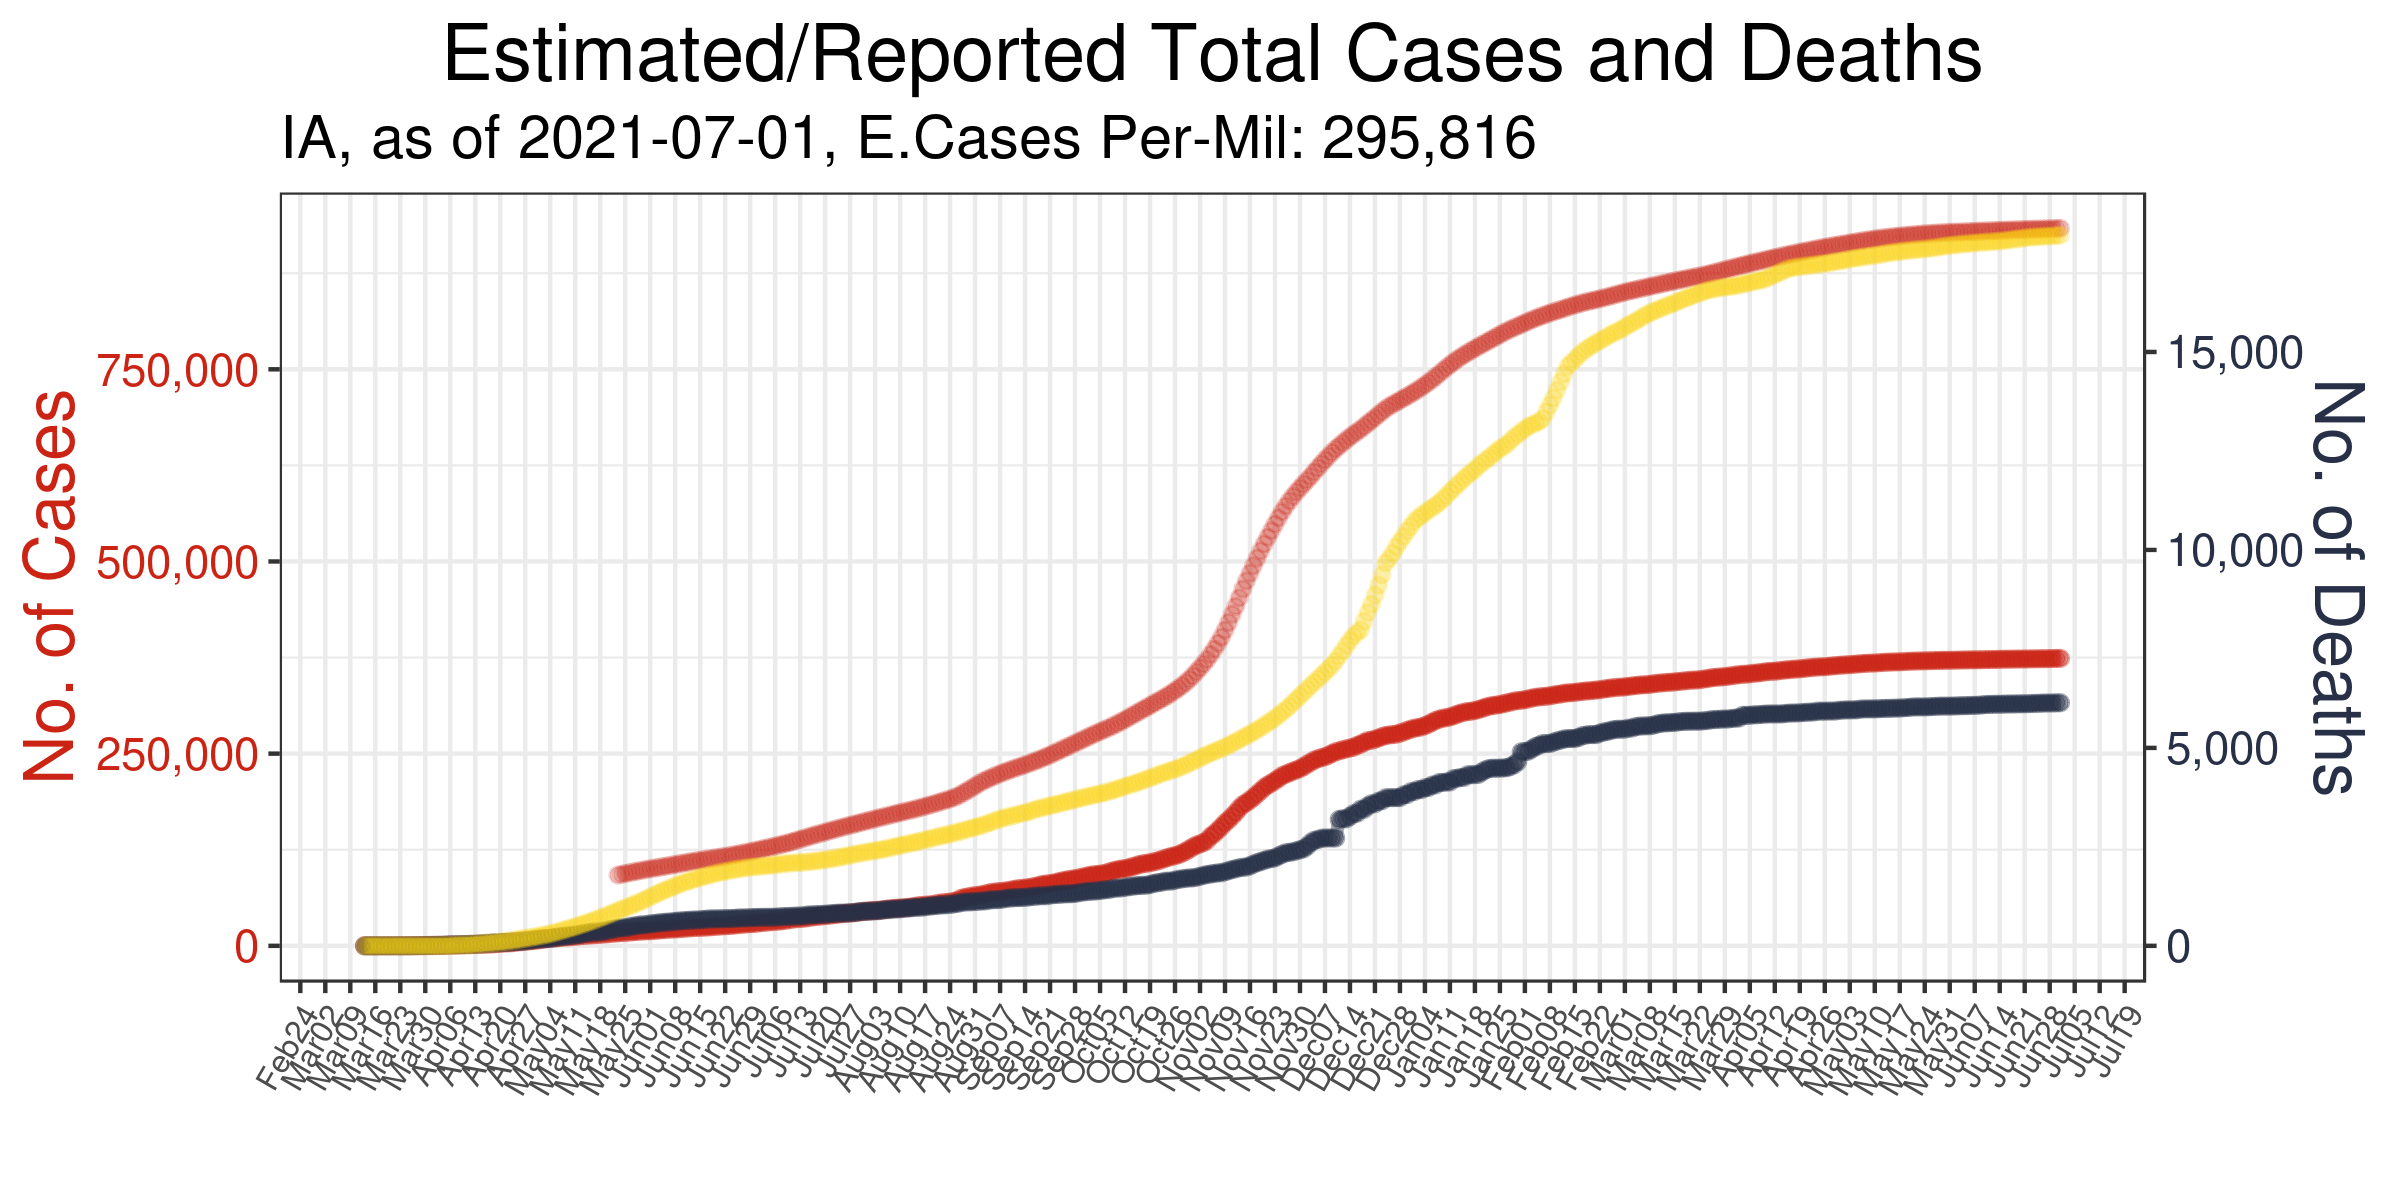 Estimated/Reported Total Cases and Deaths
IA, as of 2021-07-01, E.Cases Per-Mil: 295,816
No. of Cases
750,000
500,000
250,000
0
15,000
10,000
5,000
0
No. of Deaths
Feb24
Mar02
Mar09
Mar16
Mar23
Mar30
Apr06
Apr13
Apr20
Apr27
May04
May11
May18
May25
Jun01
Jun08
Jun15
Jun22
Jun29
Jul06
Jul13
Jul20
Jul27
Aug03
Aug10
Aug17
Aug24
Aug31
Sep07
Sep14
Sep21
Sep28
Oct05
Oct12
Oct19
Oct26
Nov02
Nov09
Nov16
Nov23
Nov30
Dec07
Dec14
Dec21
Dec28
Jan04
Jan11
Jan18
Jan25
Feb01
Feb08
Feb15
Feb22
Mar01
Mar08
Mar15
Mar22
Mar29
Apr05
Apr12
Apr19
Apr26
May03
May10
May17
May24
May31
Jun07
Jun14
Jun21
Jun28
Jul05
Jul12
Jul19